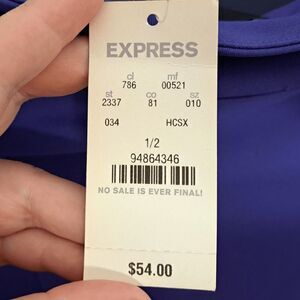 EXPRESS
cl mf
786 00521
st co sz
2337 81 010
034 HCSX
1/2
94864346
NO SALE IS EVER FINAL!
$54.00